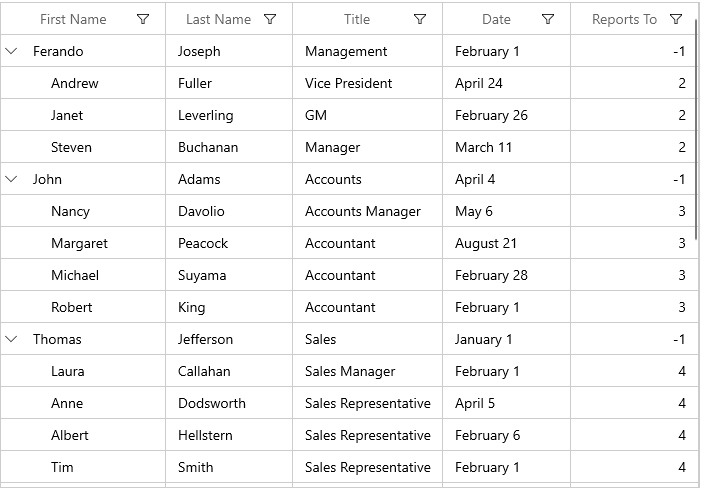 First Name Last Name Title Date Reports To
Ferando Joseph Management February 1 -1
Andrew Fuller Vice President April 24 2
Janet Leverling GM February 26 2
Steven Buchanan Manager March 11 2
John Adams Accounts April 4 -1
Nancy Davolio Accounts Manager May 6 3
Margaret Peacock Accountant August 21 3
Michael Suyama Accountant February 28 3
Robert King Accountant February 1 3
Thomas Jefferson Sales January 1 -1
Laura Callahan Sales Manager February 1 4
Anne Dodsworth Sales Representative April 5 4
Albert Hellstern Sales Representative February 6 4
Tim Smith Sales Representative February 1 4